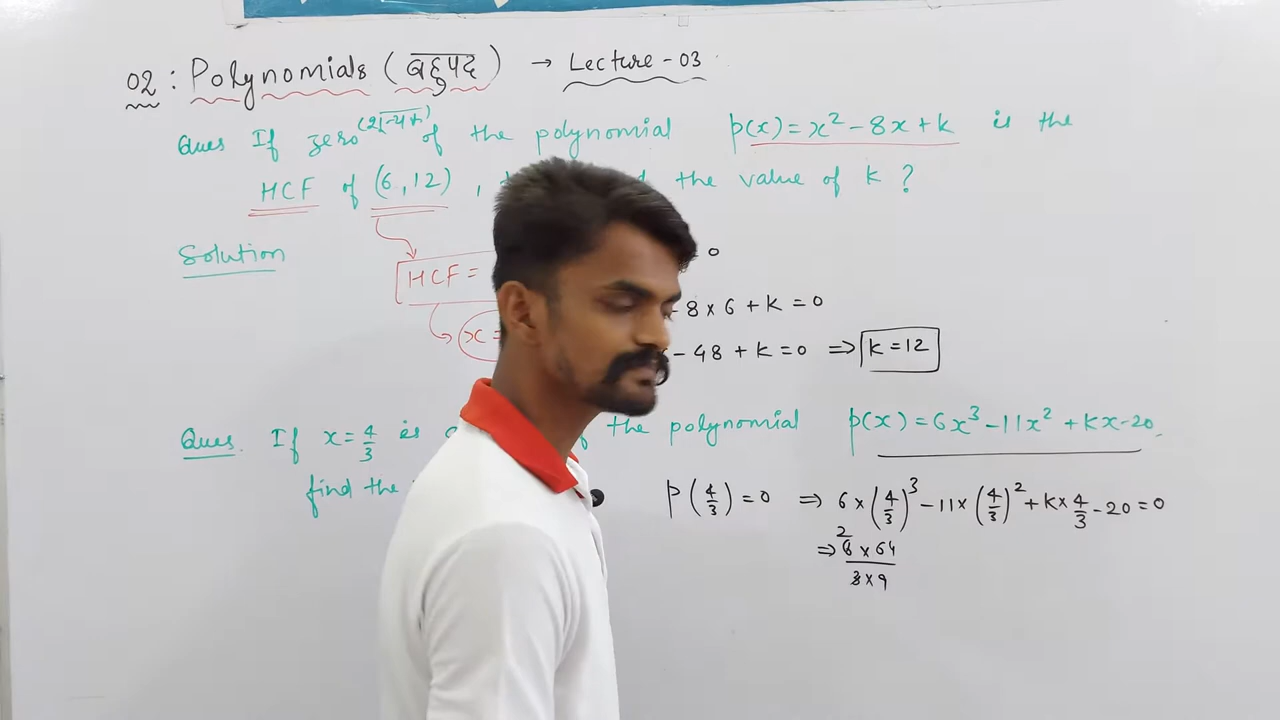 02 : Polynomials (बहुपद) → Lecture - 03
Ques If zero (शून्यक) of the polynomial p(x) = x² - 8x + k is the
HCF of (6, 12), the value of k ?
Solution 0
HCF = - 8 × 6 + k = 0
x = - 48 + k = 0 ⇒ k = 12
Ques. If x = 4/3 is of the polynomial p(x) = 6x³ - 11x² + kx - 20
find the p(4/3) = 0 ⇒ 6 × (4/3)³ - 11 × (4/3)² + k × 4/3 - 20 = 0
2
⇒ 6 × 64
3 × 9